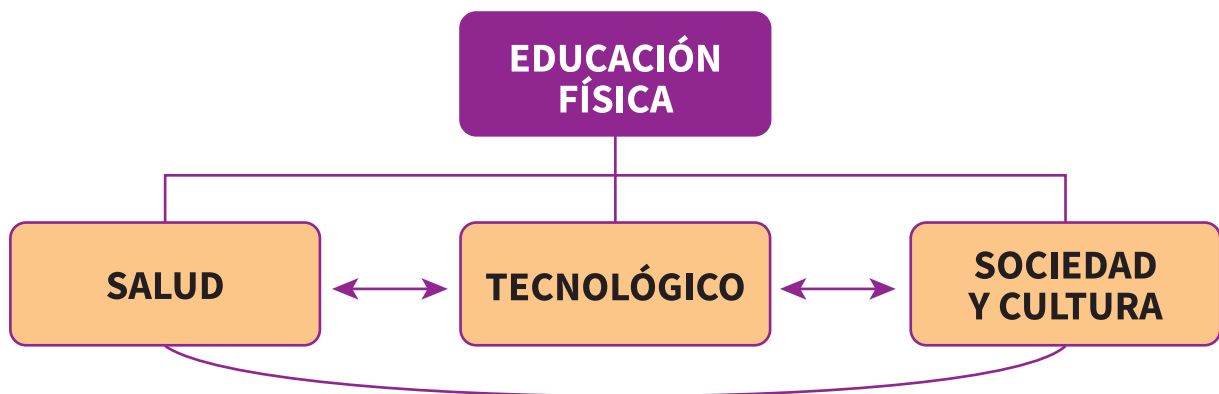 EDUCACIÓN
FÍSICA
SALUD
TECNOLÓGICO
SOCIEDAD
Y CULTURA